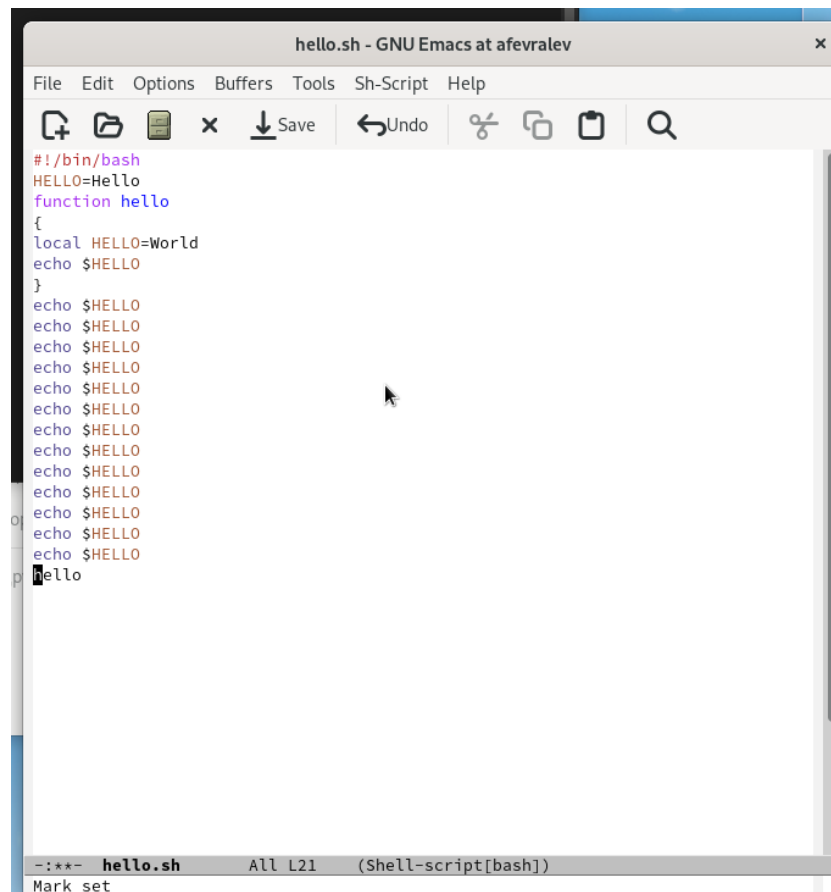 hello.sh - GNU Emacs at afevralev ×
File Edit Options Buffers Tools Sh-Script Help
Save Undo
#!/bin/bash
HELLO=Hello
function hello
{
local HELLO=World
echo $HELLO
}
echo $HELLO
echo $HELLO
echo $HELLO
echo $HELLO
echo $HELLO
echo $HELLO
echo $HELLO
echo $HELLO
echo $HELLO
echo $HELLO
echo $HELLO
echo $HELLO
echo $HELLO
hello
-:**- hello.sh All L21 (Shell-script[bash])
Mark set